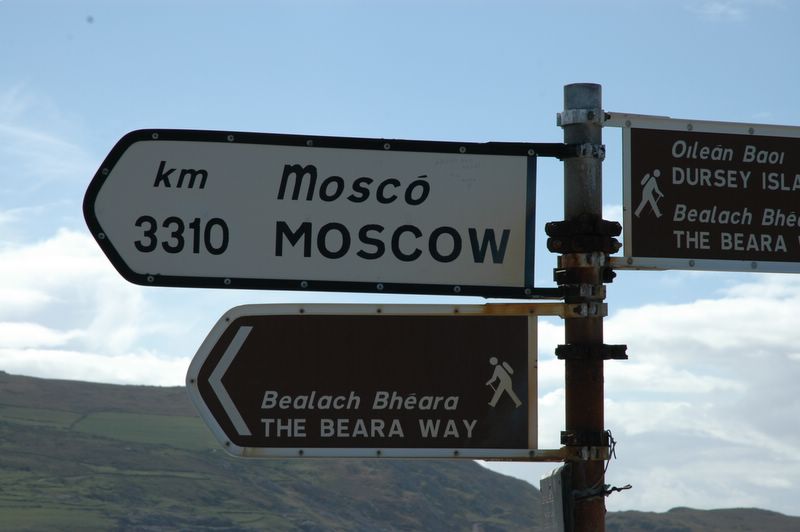 km
3310
Moscó
MOSCOW
Oileán Baoi
DURSEY ISLA
Bealach Bhé
THE BEARA W
Bealach Bhéara
THE BEARA WAY